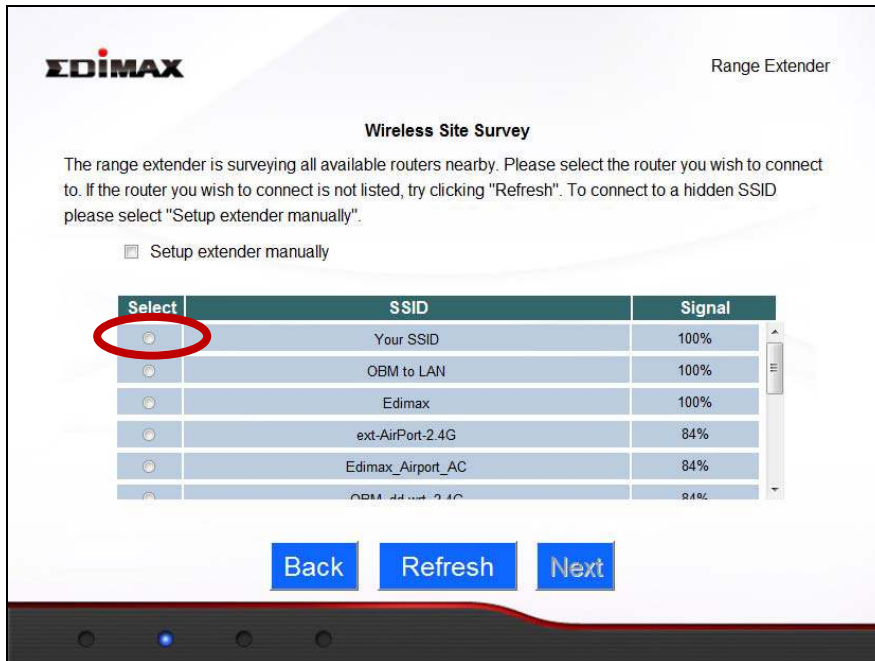 EDIMAX
Range Extender
Wireless Site Survey
The range extender is surveying all available routers nearby. Please select the router you wish to connect
to. If the router you wish to connect is not listed, try clicking "Refresh". To connect to a hidden SSID
please select "Setup extender manually".
Setup extender manually
Select SSID Signal
Your SSID 100%
OBM to LAN 100%
Edimax 100%
ext-AirPort-2.4G 84%
Edimax_Airport_AC 84%
84%
Back Refresh Next